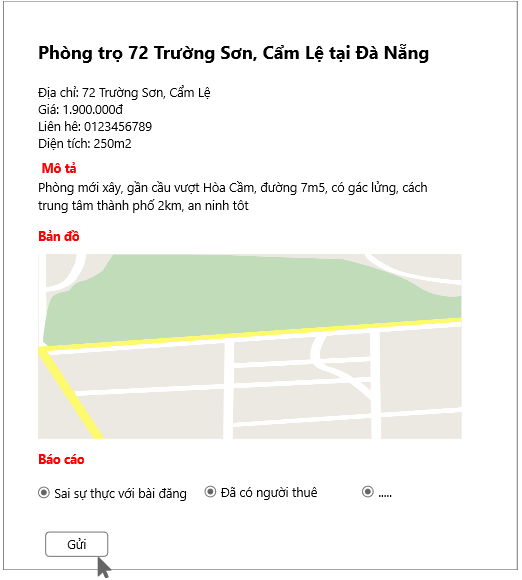 Phòng trọ 72 Trường Sơn, Cẩm Lệ tại Đà Nẵng
Địa chỉ: 72 Trường Sơn, Cẩm Lệ
Giá: 1.900.000đ
Liên hê: 0123456789
Diện tích: 250m2
Mô tả
Phòng mới xây, gần cầu vượt Hòa Cầm, đường 7m5, có gác lửng, cách
trung tâm thành phố 2km, an ninh tôt
Bản đồ
Báo cáo
Sai sự thực với bài đăng Đã có người thuê .....
Gửi